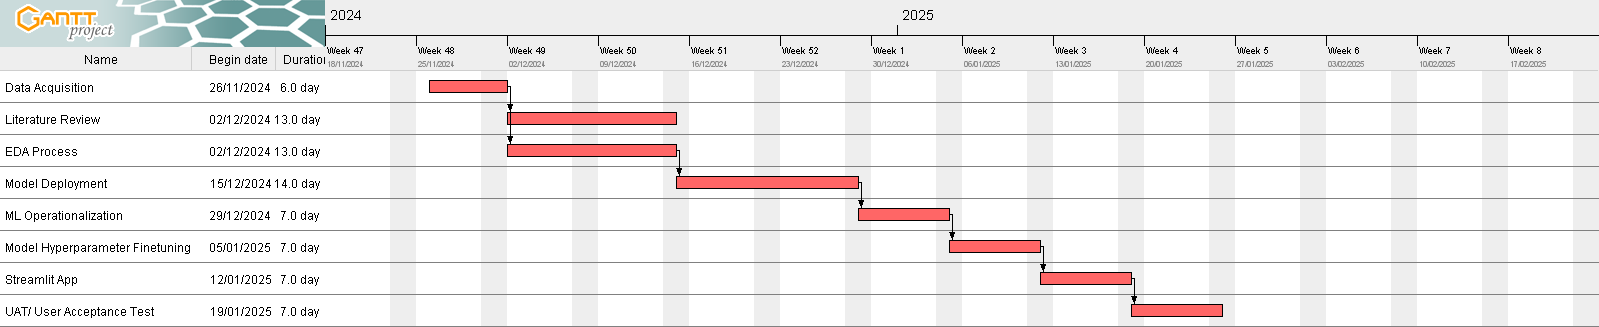 GANTT
project
2024 2025
Name Begin date Duration
Week 47 Week 48 Week 49 Week 50 Week 51 Week 52 Week 1 Week 2 Week 3 Week 4 Week 5 Week 6 Week 7 Week 8
18/11/2024 25/11/2024 02/12/2024 09/12/2024 16/12/2024 23/12/2024 30/12/2024 06/01/2025 13/01/2025 20/01/2025 27/01/2025 03/02/2025 10/02/2025 17/02/2025
Data Acquisition 26/11/2024 6.0 day
Literature Review 02/12/2024 13.0 day
EDA Process 02/12/2024 13.0 day
Model Deployment 15/12/2024 14.0 day
ML Operationalization 29/12/2024 7.0 day
Model Hyperparameter Finetuning 05/01/2025 7.0 day
Streamlit App 12/01/2025 7.0 day
UAT/ User Acceptance Test 19/01/2025 7.0 day